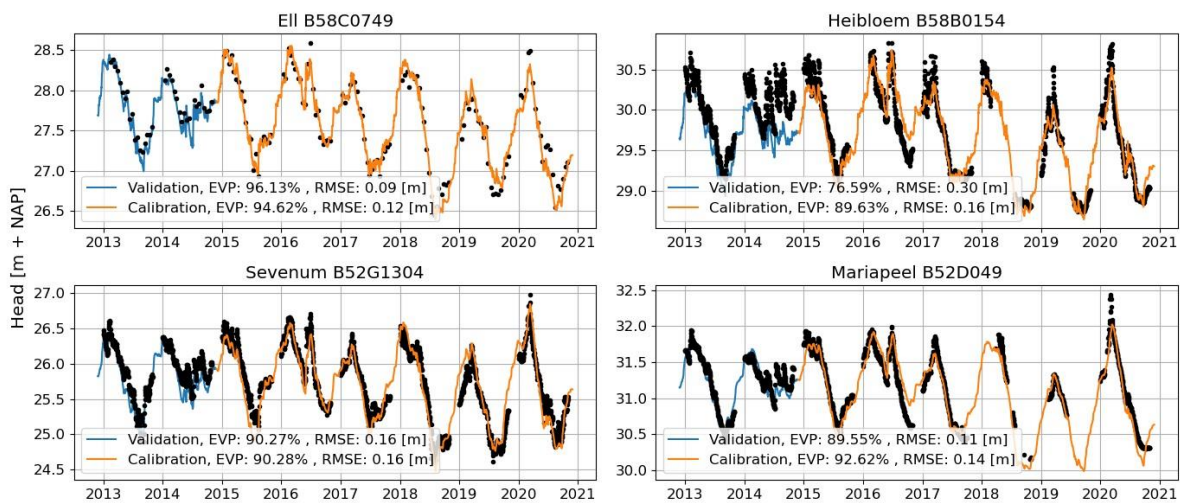 Ell B58C0749
28.5
28.0
27.5
27.0
26.5
Validation, EVP: 96.13% , RMSE: 0.09 [m]
Calibration, EVP: 94.62% , RMSE: 0.12 [m]
2013 2014 2015 2016 2017 2018 2019 2020 2021
Heibloem B58B0154
30.5
30.0
29.5
29.0
Validation, EVP: 76.59% , RMSE: 0.30 [m]
Calibration, EVP: 89.63% , RMSE: 0.16 [m]
2013 2014 2015 2016 2017 2018 2019 2020 2021
Head [m + NAP]
Sevenum B52G1304
27.0
26.5
26.0
25.5
25.0
24.5
Validation, EVP: 90.27% , RMSE: 0.16 [m]
Calibration, EVP: 90.28% , RMSE: 0.16 [m]
2013 2014 2015 2016 2017 2018 2019 2020 2021
Mariapeel B52D049
32.5
32.0
31.5
31.0
30.5
30.0
Validation, EVP: 89.55% , RMSE: 0.11 [m]
Calibration, EVP: 92.62% , RMSE: 0.14 [m]
2013 2014 2015 2016 2017 2018 2019 2020 2021